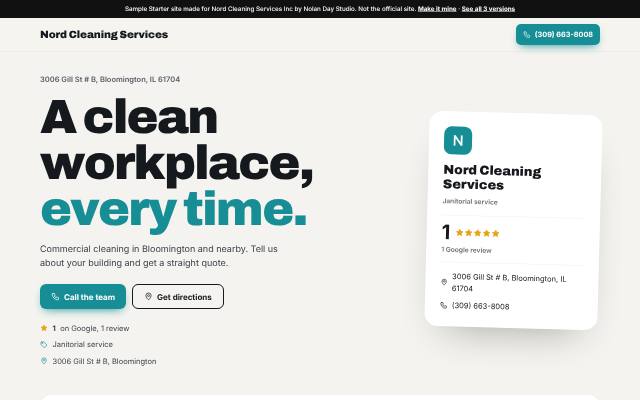 Sample Starter site made for Nord Cleaning Services Inc by Nolan Day Studio. Not the official site. Make it mine · See all 3 versions
Nord Cleaning Services
(309) 663-8008
3006 Gill St # B, Bloomington, IL 61704
A clean
workplace,
every time.
Commercial cleaning in Bloomington and nearby. Tell us
about your building and get a straight quote.
Call the team
Get directions
1 on Google, 1 review
Janitorial service
3006 Gill St # B, Bloomington
N
Nord Cleaning
Services
Janitorial service
1
1 Google review
3006 Gill St # B, Bloomington, IL
61704
(309) 663-8008